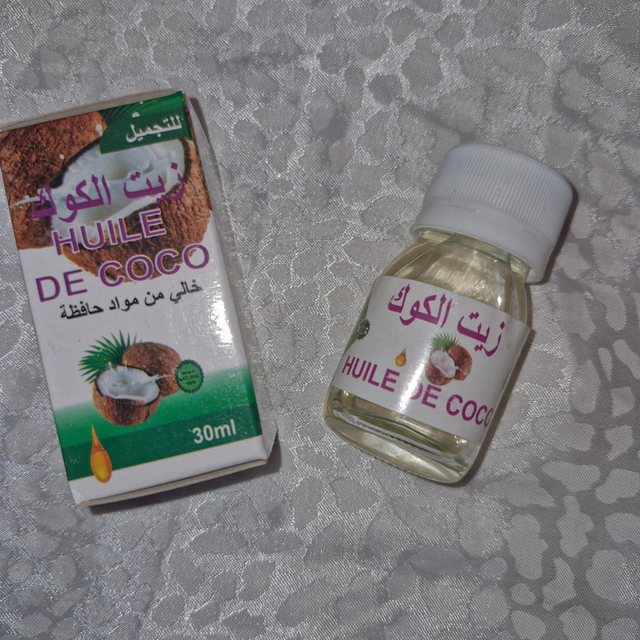 للتجميل
زيت الكوك
HUILE
DE COCO
خالي من مواد حافظة
30ml
زيت الكوك
HUILE DE COCO